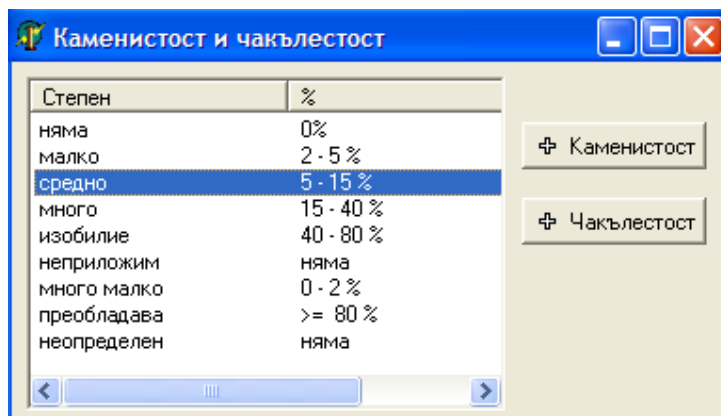 Каменистост и чакълестост
Степен %
няма 0%
малко 2 - 5 %
средно 5 - 15 %
много 15 - 40 %
изобилие 40 - 80 %
неприложим няма
много малко 0 - 2 %
преобладава >= 80 %
неопределен няма
Каменистост
Чакълестост